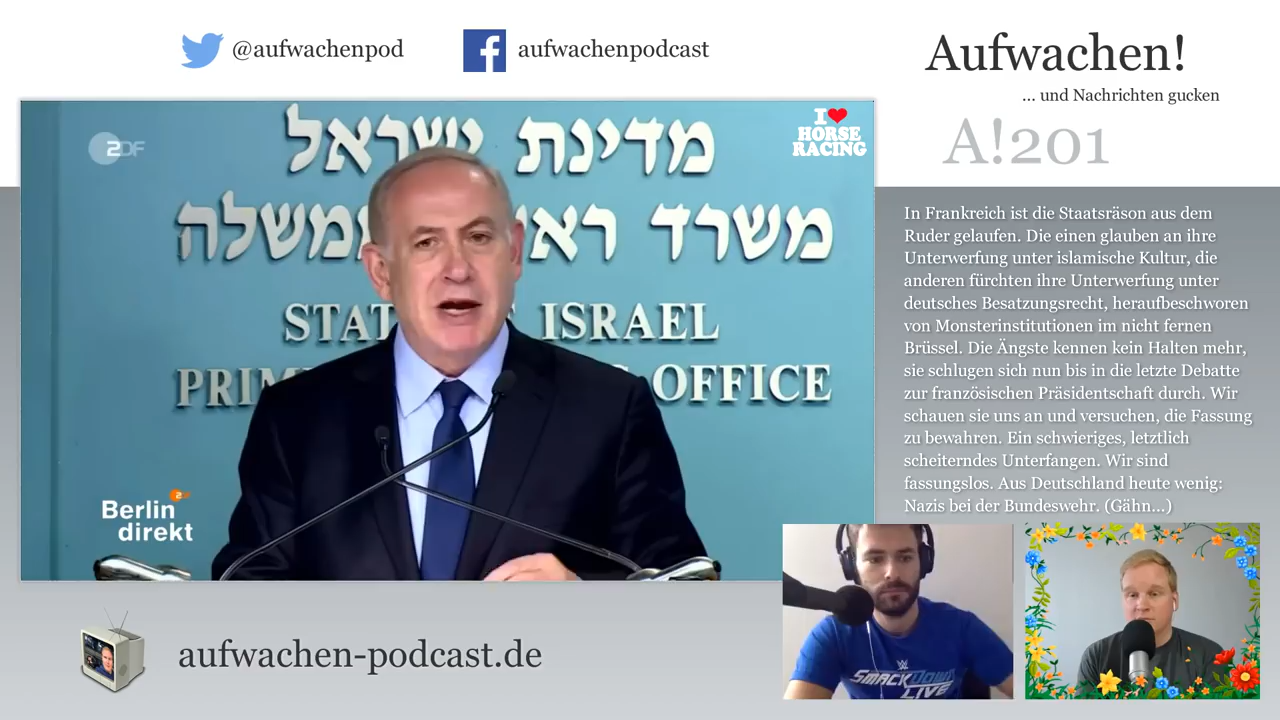 @aufwachenpod
aufwachenpodcast
Aufwachen!
... und Nachrichten gucken
A!201
ZDF
I
HORSE
RACING
מדינת ישראל
משרד רא
ממשלה
STAT
ISRAEL
PRIM
S OFFICE
Berlin
direkt
In Frankreich ist die Staatsräson aus dem
Ruder gelaufen. Die einen glauben an ihre
Unterwerfung unter islamische Kultur, die
anderen fürchten ihre Unterwerfung unter
deutsches Besatzungsrecht, heraufbeschworen
von Monsterinstitutionen im nicht fernen
Brüssel. Die Ängste kennen kein Halten mehr,
sie schlugen sich nun bis in die letzte Debatte
zur französischen Präsidentschaft durch. Wir
schauen sie uns an und versuchen, die Fassung
zu bewahren. Ein schwieriges, letztlich
scheiterndes Unterfangen. Wir sind
fassungslos. Aus Deutschland heute wenig:
Nazis bei der Bundeswehr. (Gähn...)
SMACKDOWN
LIVE
aufwachen-podcast.de